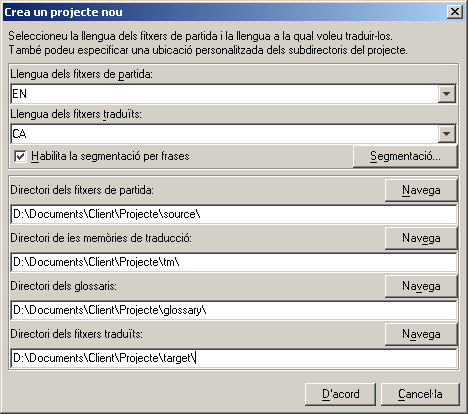 Crea un projecte nou
Seleccioneu la llengua dels fitxers de partida i la llengua a la qual voleu traduir-los.
També podeu especificar una ubicació personalitzada dels subdirectoris del projecte.
Llengua dels fitxers de partida:
EN
Llengua dels fitxers traduïts:
CA
Habilita la segmentació per frases
Segmentació...
Directori dels fitxers de partida:
Navega
D:\Documents\Client\Projecte\source\
Directori de les memòries de traducció:
Navega
D:\Documents\Client\Projecte\tm\
Directori dels glossaris:
Navega
D:\Documents\Client\Projecte\glossary\
Directori dels fitxers traduïts:
Navega
D:\Documents\Client\Projecte\target\
D'acord
Cancel·la